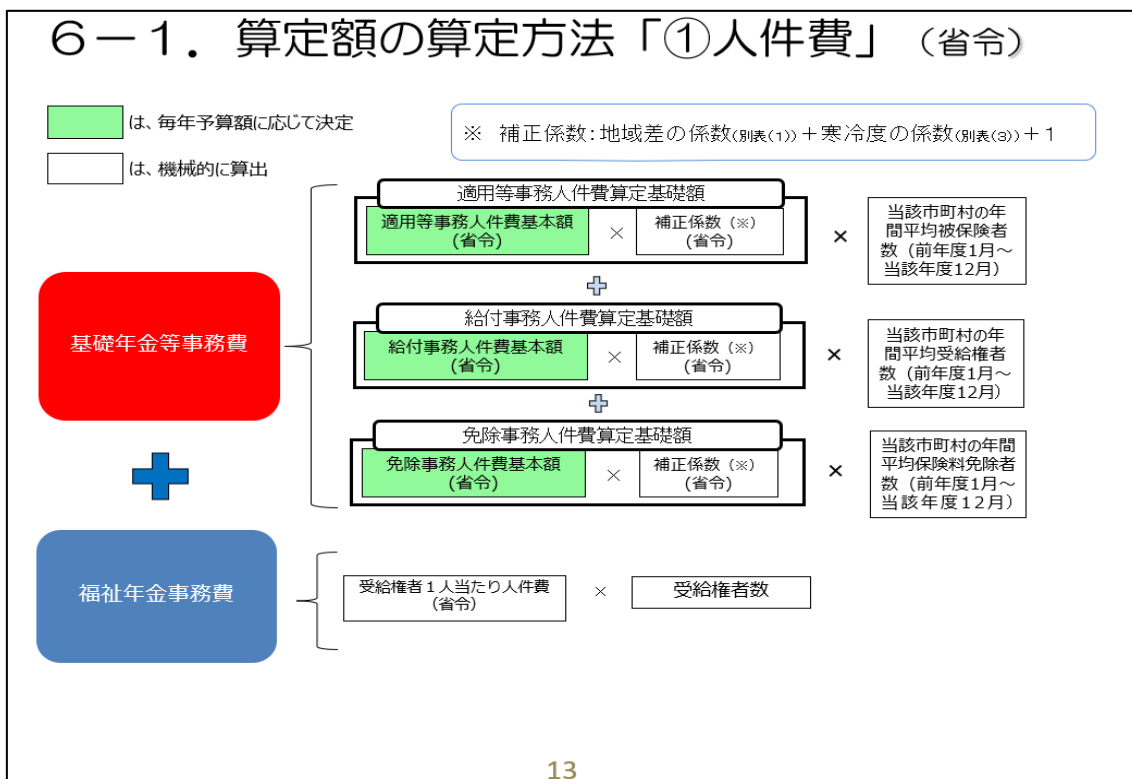 ６－１．算定額の算定方法「①人件費」（省令）
は、毎年予算額に応じて決定
※ 補正係数：地域差の係数(別表(1))＋寒冷度の係数(別表(3))＋1
は、機械的に算出
適用等事務人件費算定基礎額
適用等事務人件費基本額
(省令)
×
補正係数（※）
(省令)
×
当該市町村の年
間平均被保険者
数（前年度1月～
当該年度12月）
基礎年金等事務費
給付事務人件費算定基礎額
給付事務人件費基本額
(省令)
×
補正係数（※）
(省令)
×
当該市町村の年
間平均受給権者
数（前年度1月～
当該年度12月）
免除事務人件費算定基礎額
免除事務人件費基本額
(省令)
×
補正係数（※）
(省令)
×
当該市町村の年間
平均保険料免除者
数（前年度1月～
当該年度12月）
福祉年金事務費
受給権者１人当たり人件費
(省令)
×
受給権者数
13